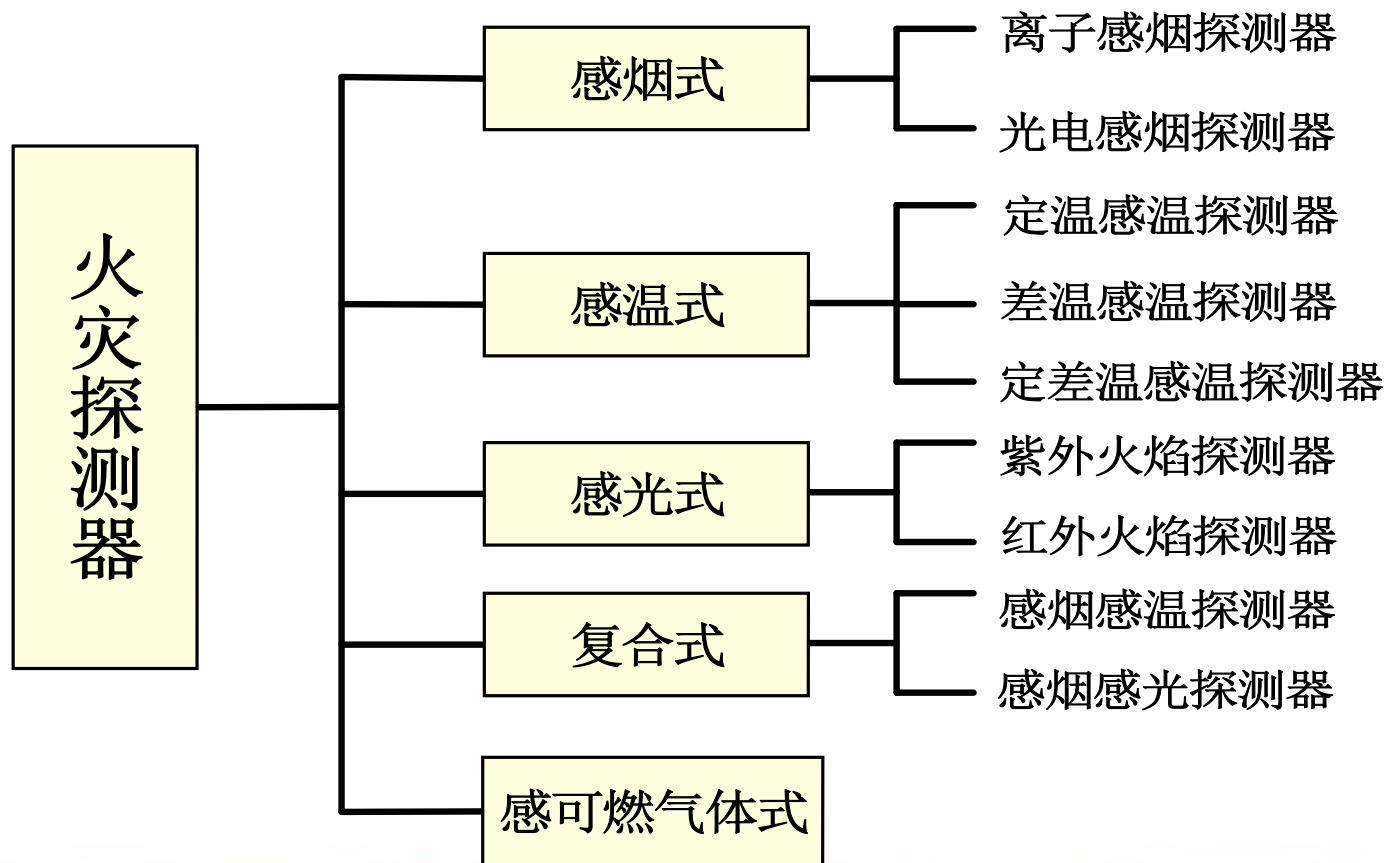 火灾探测器
感烟式
离子感烟探测器
光电感烟探测器
感温式
定温感温探测器
差温感温探测器
定差温感温探测器
感光式
紫外火焰探测器
红外火焰探测器
复合式
感烟感温探测器
感烟感光探测器
感可燃气体式